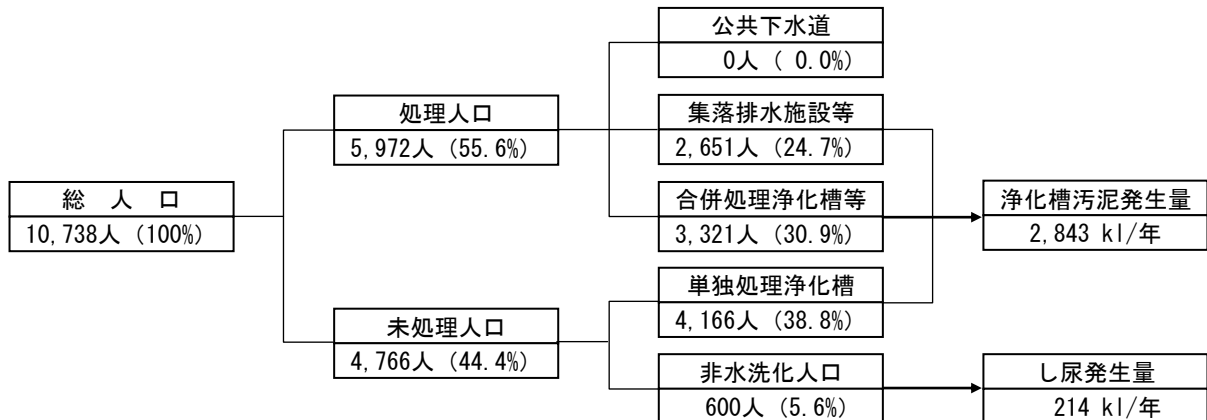 総人口
10,738人 (100%)
処理人口
5,972人 (55.6%)
未処理人口
4,766人 (44.4%)
公共下水道
0人 ( 0.0%)
集落排水施設等
2,651人 (24.7%)
合併処理浄化槽等
3,321人 (30.9%)
単独処理浄化槽
4,166人 (38.8%)
非水洗化人口
600人 (5.6%)
浄化槽汚泥発生量
2,843 kl/年
し尿発生量
214 kl/年